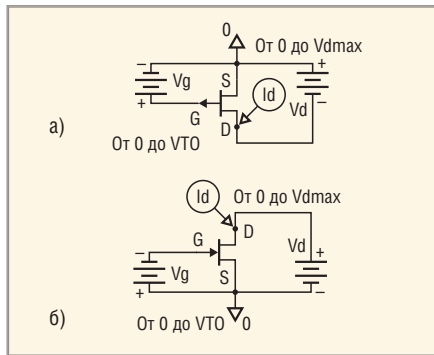 0
От 0 до Vdmax
–
+
Vg
S
Id
+
G
Vd
–
а)
D
От 0 до VTO
Id
От 0 до Vdmax
D
–
G
Vd
+
Vg
S
+
–
б)
От 0 до VTO
0